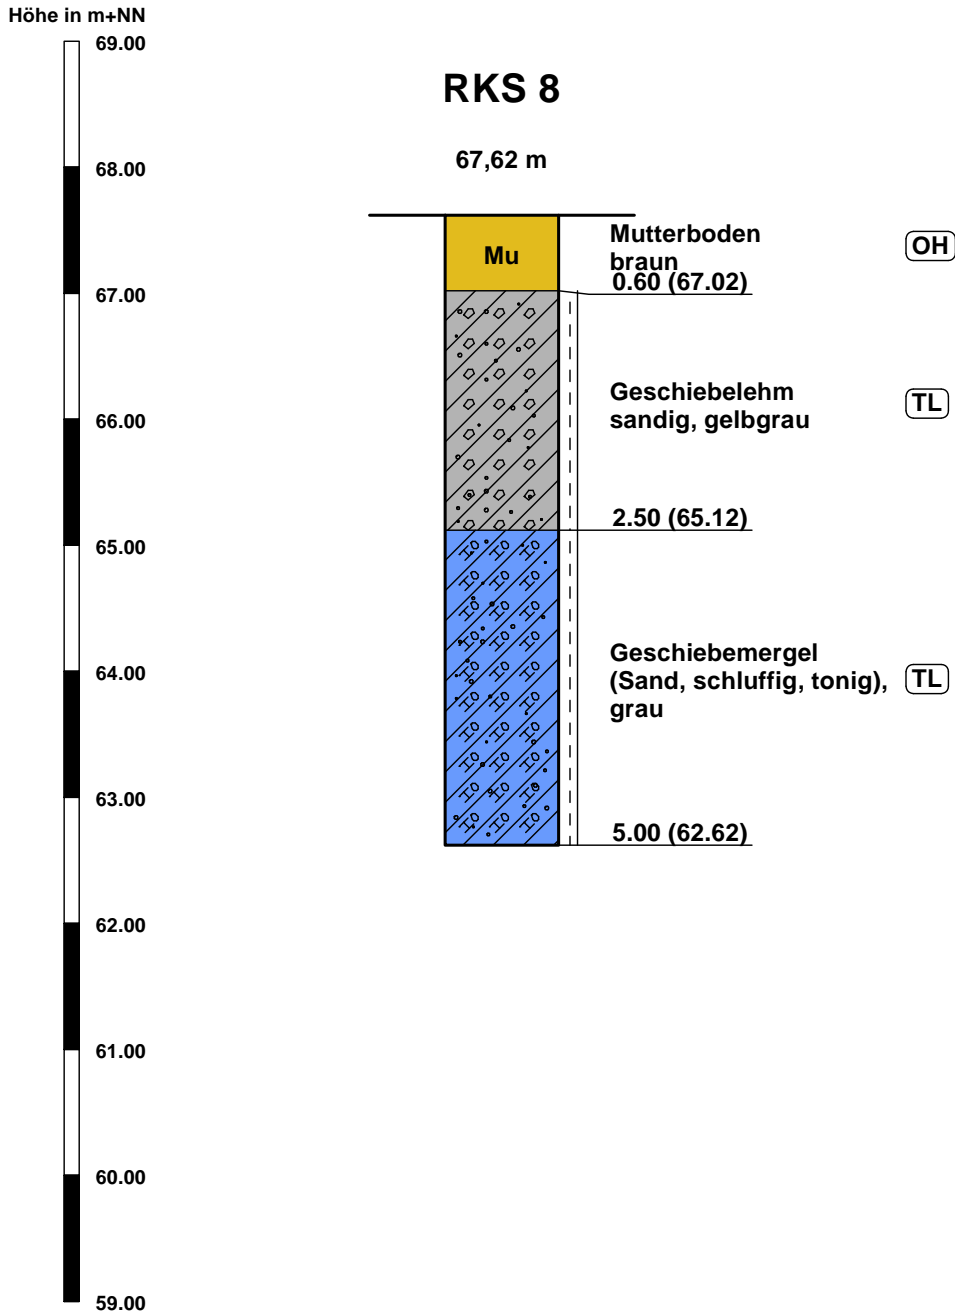 Höhe in m+NN
69.00
68.00
67.00
66.00
65.00
64.00
63.00
62.00
61.00
60.00
59.00
RKS 8
67,62 m
Mu
Mutterboden
braun
0.60 (67.02)
OH
Geschiebelehm
sandig, gelbgrau
TL
2.50 (65.12)
Geschiebemergel
(Sand, schluffig, tonig),
grau
TL
5.00 (62.62)